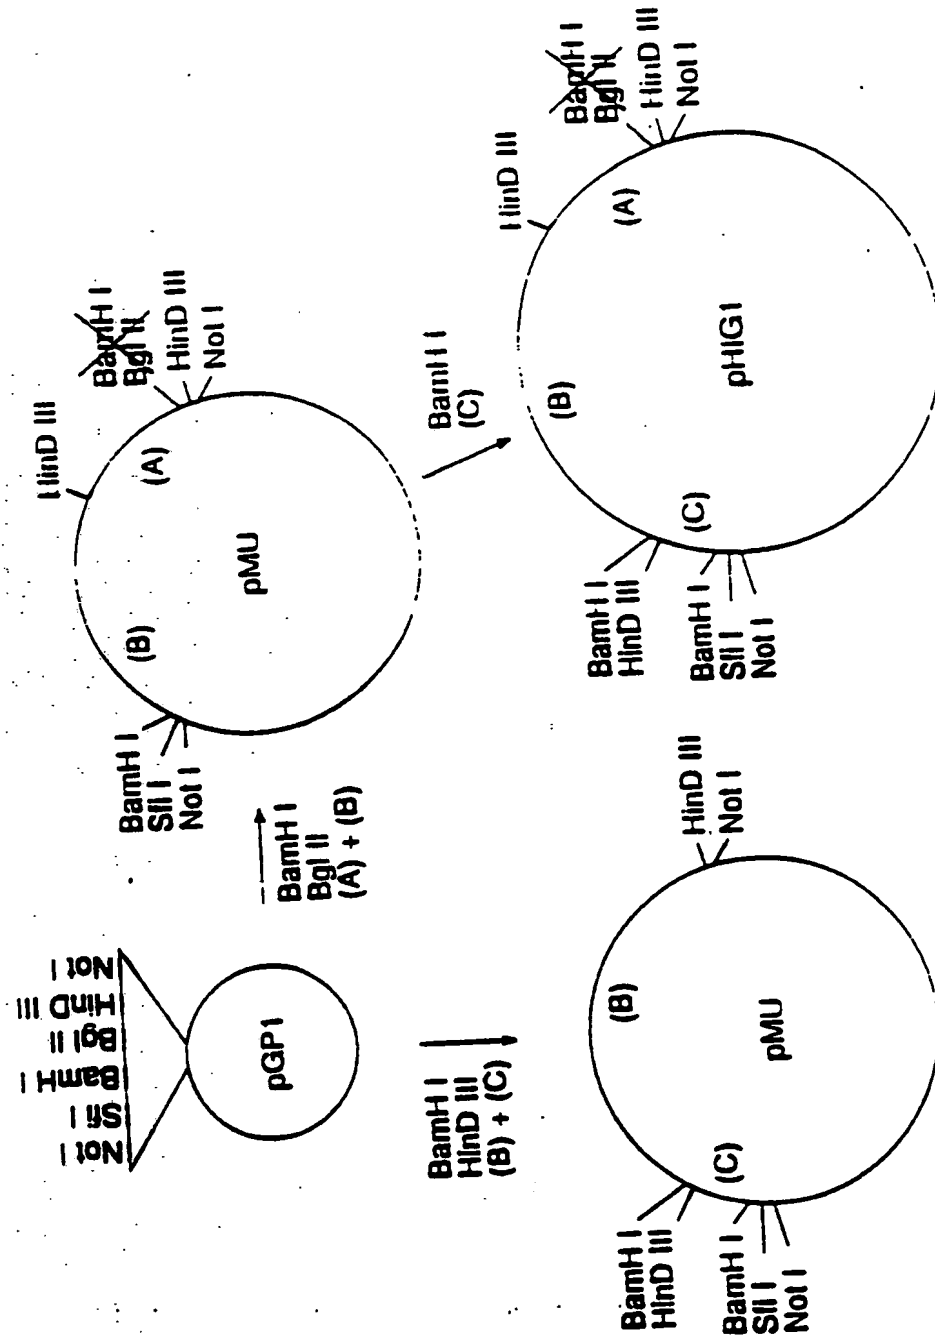 Not I
Sfi I
BamH I
Bgl II
HinD III
Not I
pGP1
BamH I
Bgl II
(A) + (B)
BamH I
HinD III
(B) + (C)
HinD III
BamH I
Bgl II
HinD III
Not I
(A)
(B)
pMU
BamH I
Sfi I
Not I
BamH I
(C)
HinD III
Not I
(B)
pMU
(C)
BamH I
HinD III
BamH I
Sfi I
Not I
HinD III
BamH I
Bgl II
HinD III
Not I
(A)
(B)
pHIG1
(C)
BamH I
HinD III
BamH I
Sfi I
Not I